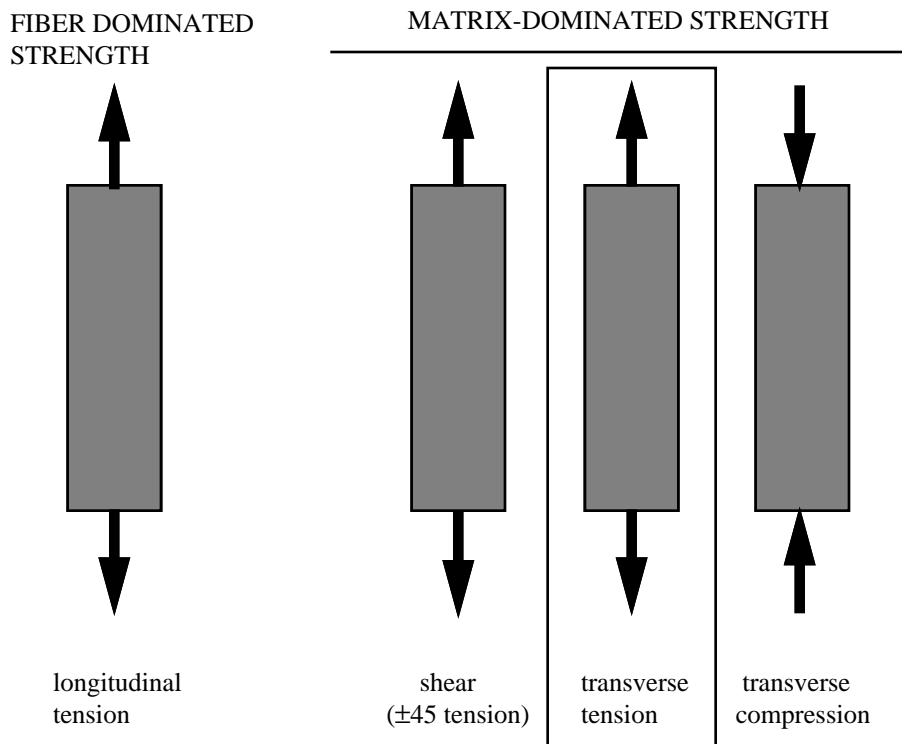 FIBER DOMINATED
STRENGTH
MATRIX-DOMINATED STRENGTH
longitudinal
tension
shear
(±45 tension)
transverse
tension
transverse
compression